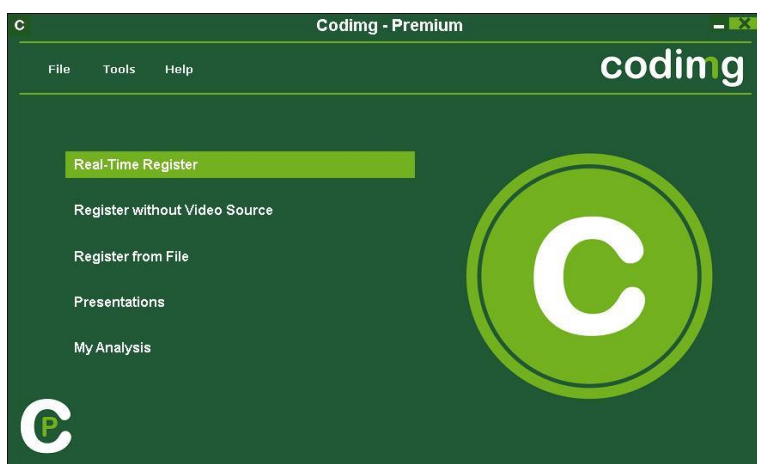 C
Codimg - Premium
File Tools Help
codimg
Real-Time Register
Register without Video Source
Register from File
Presentations
My Analysis
C
CP